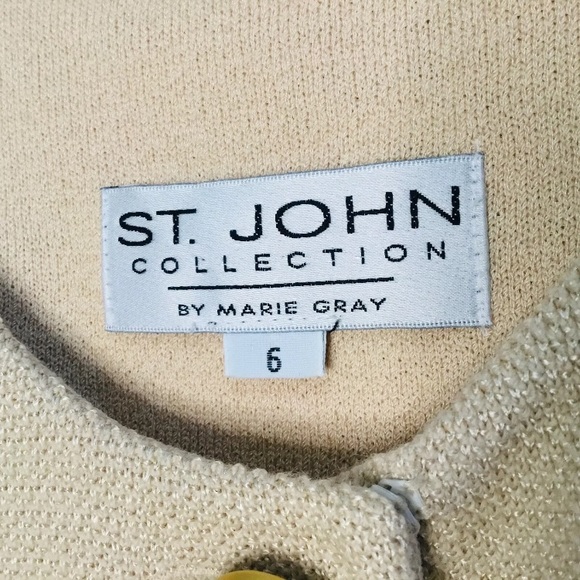 ST. JOHN
COLLECTION
BY MARIE GRAY
6